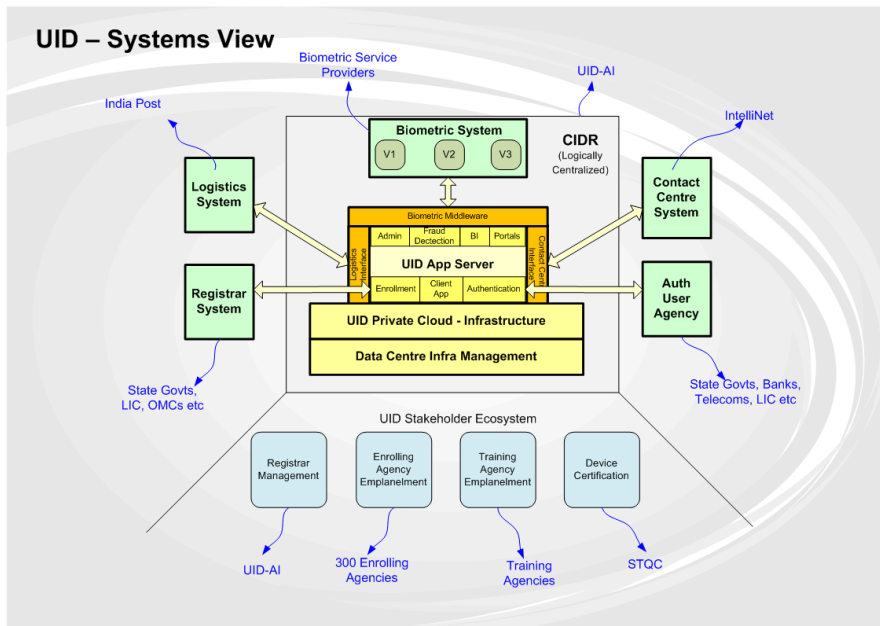 UID – Systems View
Biometric Service
Providers
UID-AI
India Post
IntelliNet
Biometric System
V1
V2
V3
CIDR
(Logically
Centralized)
Logistics
System
Contact
Centre
System
Biometric Middleware
Logistics
Interface
Admin
Fraud
Dectection
BI
Portals
Contact Cent
Interface
UID App Server
Enrollment
Client
App
Authentication
Registrar
System
Auth
User
Agency
UID Private Cloud - Infrastructure
Data Centre Infra Management
State Govts,
LIC, OMCs etc
State Govts, Banks,
Telecoms, LIC etc
UID Stakeholder Ecosystem
Registrar
Management
Enrolling
Agency
Emplanelment
Training
Agency
Emplanelment
Device
Certification
UID-AI
300 Enrolling
Agencies
Training
Agencies
STQC